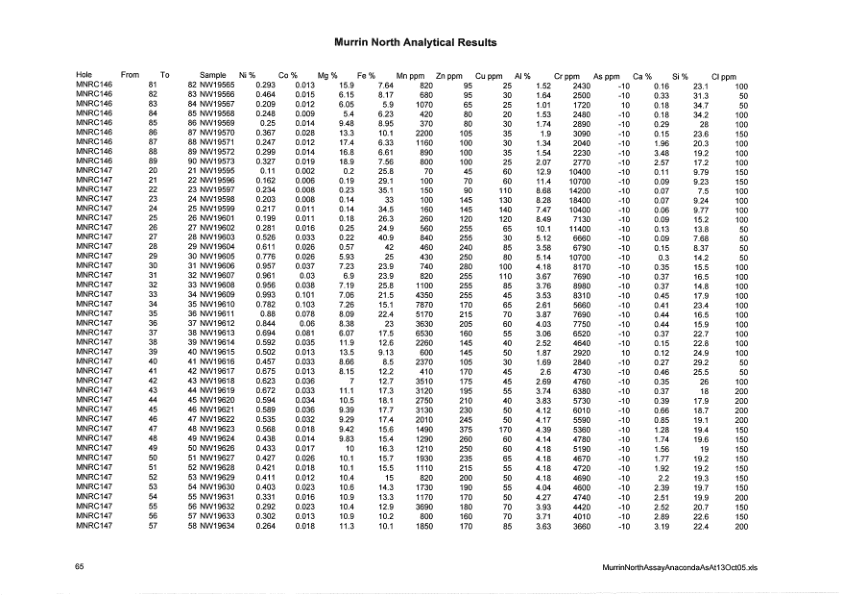 Murrin North Analytical Results
Hole From To Sample Ni % Co % Mg % Fe % Mn ppm Zn ppm Cu ppm Al % Cr ppm As ppm Ca % Si % Cl ppm
MNRC146 81 82 NW19565 0.293 0.013 15.9 7.64 820 95 25 1.52 2430 -10 0.16 23.1 100
MNRC146 82 83 NW19566 0.464 0.015 6.15 8.17 680 95 30 1.64 2500 -10 0.33 31.3 50
MNRC146 83 84 NW19567 0.209 0.012 6.05 5.9 1070 65 25 1.01 1720 10 0.18 34.7 50
MNRC146 84 85 NW19568 0.248 0.009 5.4 6.23 420 80 20 1.53 2480 -10 0.18 34.2 100
MNRC146 85 86 NW19569 0.25 0.014 9.48 8.95 370 80 30 1.74 2890 -10 0.29 28 100
MNRC146 86 87 NW19570 0.367 0.028 13.3 10.1 2200 105 35 1.9 3090 -10 0.15 23.6 150
MNRC146 87 88 NW19571 0.247 0.012 17.4 6.33 1160 100 30 1.34 2040 -10 1.96 20.3 100
MNRC146 88 89 NW19572 0.299 0.014 16.8 6.61 890 100 35 1.54 2230 -10 3.48 19.2 100
MNRC146 89 90 NW19573 0.327 0.019 18.9 7.56 800 100 25 2.07 2770 -10 2.57 17.2 100
MNRC147 20 21 NW19595 0.11 0.002 0.2 25.8 70 45 60 12.9 10400 -10 0.11 9.79 150
MNRC147 21 22 NW19596 0.162 0.006 0.19 29.1 100 70 60 11.4 10700 -10 0.09 9.23 150
MNRC147 22 23 NW19597 0.234 0.008 0.23 35.1 150 90 110 8.68 14200 -10 0.07 7.5 100
MNRC147 23 24 NW19598 0.203 0.008 0.14 33 100 145 130 8.28 18400 -10 0.07 9.24 100
MNRC147 24 25 NW19599 0.217 0.011 0.14 34.5 160 145 140 7.47 10400 -10 0.06 9.77 100
MNRC147 25 26 NW19601 0.199 0.011 0.18 26.3 260 120 120 8.49 7130 -10 0.09 15.2 100
MNRC147 26 27 NW19602 0.281 0.016 0.25 24.9 560 255 65 10.1 11400 -10 0.13 13.8 50
MNRC147 27 28 NW19603 0.526 0.033 0.22 40.9 840 255 30 5.12 6660 -10 0.09 7.68 50
MNRC147 28 29 NW19604 0.611 0.026 0.57 42 460 240 85 3.58 6790 -10 0.15 8.37 50
MNRC147 29 30 NW19605 0.776 0.026 5.93 25 430 250 80 5.14 10700 -10 0.3 14.2 50
MNRC147 30 31 NW19606 0.957 0.037 7.23 23.9 740 280 100 4.18 8170 -10 0.35 15.5 100
MNRC147 31 32 NW19607 0.961 0.03 6.9 23.9 820 255 110 3.67 7690 -10 0.37 16.5 100
MNRC147 32 33 NW19608 0.956 0.038 7.19 25.8 1100 255 85 3.76 8980 -10 0.37 14.8 100
MNRC147 33 34 NW19609 0.993 0.101 7.06 21.5 4350 255 45 3.53 8310 -10 0.45 17.9 100
MNRC147 34 35 NW19610 0.782 0.103 7.26 15.1 7870 170 65 2.61 5660 -10 0.41 23.4 100
MNRC147 35 36 NW19611 0.88 0.078 8.09 22.4 5170 215 70 3.87 7690 -10 0.44 16.5 100
MNRC147 36 37 NW19612 0.844 0.06 8.38 23 3630 205 60 4.03 7750 -10 0.44 15.9 100
MNRC147 37 38 NW19613 0.694 0.081 6.07 17.5 6530 160 55 3.06 6520 -10 0.37 22.7 100
MNRC147 38 39 NW19614 0.592 0.035 11.9 12.6 2260 145 40 2.52 4640 -10 0.15 22.8 100
MNRC147 39 40 NW19615 0.502 0.013 13.5 9.13 600 145 50 1.87 2920 10 0.12 24.9 100
MNRC147 40 41 NW19616 0.457 0.033 8.66 8.5 2370 105 30 1.69 2840 -10 0.27 29.2 50
MNRC147 41 42 NW19617 0.675 0.013 8.15 12.2 410 170 45 2.6 4730 -10 0.46 25.5 50
MNRC147 42 43 NW19618 0.623 0.036 7 12.7 3510 175 45 2.69 4760 -10 0.35 26 100
MNRC147 43 44 NW19619 0.672 0.033 11.1 17.3 3120 195 55 3.74 6380 -10 0.37 18 200
MNRC147 44 45 NW19620 0.594 0.034 10.5 18.1 2750 210 40 3.83 5730 -10 0.39 17.9 200
MNRC147 45 46 NW19621 0.589 0.036 9.39 17.7 3130 230 50 4.12 6010 -10 0.66 18.7 200
MNRC147 46 47 NW19622 0.535 0.032 9.29 17.4 2010 245 50 4.17 5590 -10 0.85 19.1 200
MNRC147 47 48 NW19623 0.568 0.018 9.42 15.6 1490 375 170 4.39 5360 -10 1.28 19.4 150
MNRC147 48 49 NW19624 0.438 0.014 9.83 15.4 1290 260 60 4.14 4780 -10 1.74 19.6 150
MNRC147 49 50 NW19626 0.433 0.017 10 16.3 1210 250 60 4.18 5190 -10 1.56 19 150
MNRC147 50 51 NW19627 0.427 0.026 10.1 15.7 1930 235 65 4.18 4670 -10 1.77 19.2 150
MNRC147 51 52 NW19628 0.421 0.018 10.1 15.5 1110 215 55 4.18 4720 -10 1.92 19.2 150
MNRC147 52 53 NW19629 0.411 0.012 10.4 15 820 200 50 4.18 4690 -10 2.2 19.3 150
MNRC147 53 54 NW19630 0.403 0.023 10.6 14.3 1730 190 55 4.04 4600 -10 2.39 19.7 150
MNRC147 54 55 NW19631 0.331 0.016 10.9 13.3 1170 170 50 4.27 4740 -10 2.51 19.9 200
MNRC147 55 56 NW19632 0.292 0.023 10.4 12.9 3690 180 70 3.93 4420 -10 2.52 20.7 150
MNRC147 56 57 NW19633 0.302 0.013 10.9 10.2 800 160 70 3.71 4010 -10 2.89 22.6 150
MNRC147 57 58 NW19634 0.264 0.018 11.3 10.1 1850 170 85 3.63 3660 -10 3.19 22.4 200
65 MurrinNorthAssayAnacondaAsAt13Oct05.xls